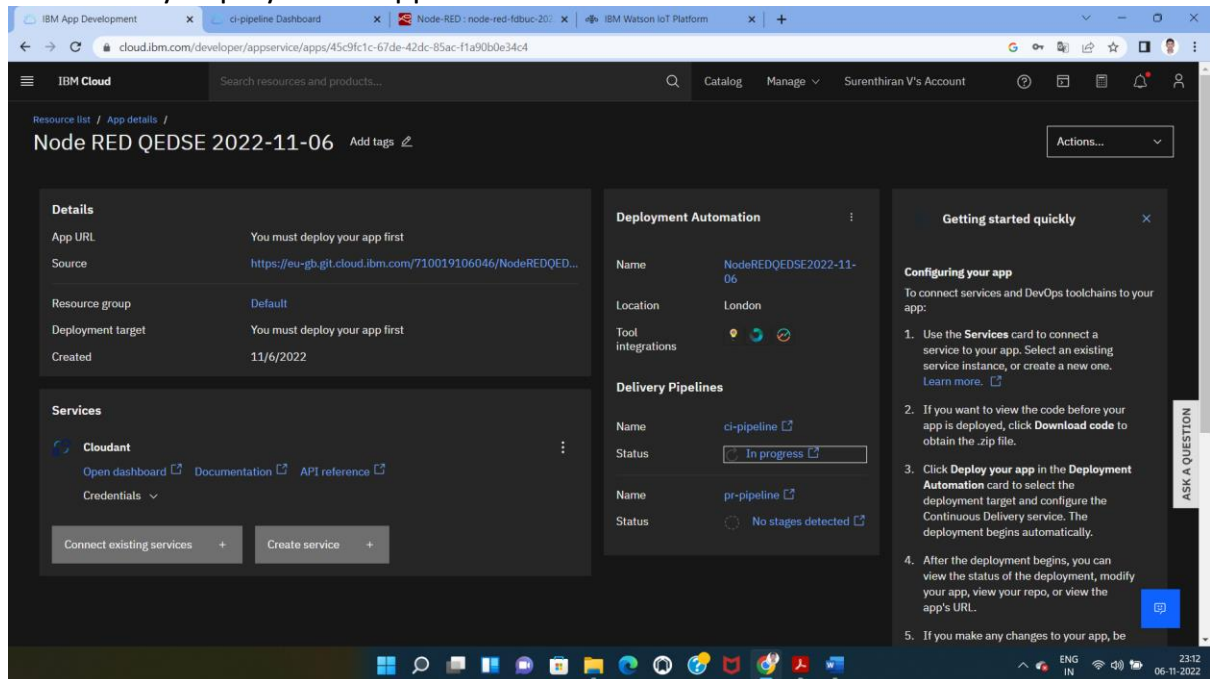 IBM App Development
ci-pipeline Dashboard
Node-RED : node-red-fdbuc-202
IBM Watson IoT Platform
cloud.ibm.com/developer/appservice/apps/45c9fc1c-67de-42dc-85ac-f1a90b0e34c4
IBM Cloud
Search resources and products...
Catalog
Manage
Surenthiran V's Account
Resource list / App details /
Node RED QEDSE 2022-11-06
Add tags
Actions...
Details
App URL
You must deploy your app first
Source
https://eu-gb.git.cloud.ibm.com/710019106046/NodeREDQED...
Resource group
Default
Deployment target
You must deploy your app first
Created
11/6/2022
Services
Cloudant
Open dashboard
Documentation
API reference
Credentials
Connect existing services +
Create service +
Deployment Automation
Name
NodeREDQEDSE2022-11-
06
Location
London
Tool
integrations
Delivery Pipelines
Name
ci-pipeline
Status
In progress
Name
pr-pipeline
Status
No stages detected
Getting started quickly
Configuring your app
To connect services and DevOps toolchains to your
app:
1. Use the Services card to connect a
service to your app. Select an existing
service instance, or create a new one.
Learn more.
2. If you want to view the code before your
app is deployed, click Download code to
obtain the .zip file.
3. Click Deploy your app in the Deployment
Automation card to select the
deployment target and configure the
Continuous Delivery service. The
deployment begins automatically.
4. After the deployment begins, you can
view the status of the deployment, modify
your app, view your repo, or view the
app's URL.
5. If you make any changes to your app, be
ASK A QUESTION
ENG
IN
23:12
06-11-2022